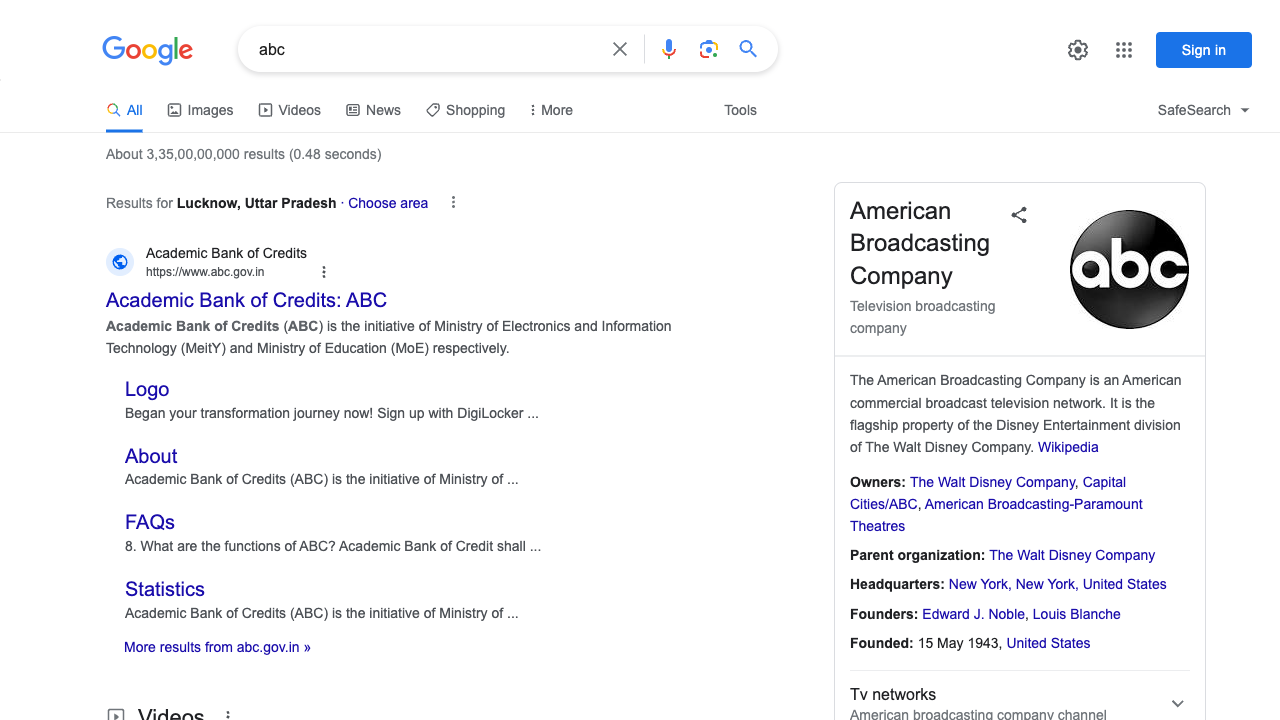 Google
abc
Sign in
All
Images
Videos
News
Shopping
More
Tools
SafeSearch
About 3,35,00,00,000 results (0.48 seconds)
Results for Lucknow, Uttar Pradesh · Choose area
Academic Bank of Credits
https://www.abc.gov.in
Academic Bank of Credits: ABC
Academic Bank of Credits (ABC) is the initiative of Ministry of Electronics and Information
Technology (MeitY) and Ministry of Education (MoE) respectively.
Logo
Began your transformation journey now! Sign up with DigiLocker ...
About
Academic Bank of Credits (ABC) is the initiative of Ministry of ...
FAQs
8. What are the functions of ABC? Academic Bank of Credit shall ...
Statistics
Academic Bank of Credits (ABC) is the initiative of Ministry of ...
More results from abc.gov.in »
Videos
American
Broadcasting
Company
Television broadcasting
company
abc
The American Broadcasting Company is an American
commercial broadcast television network. It is the
flagship property of the Disney Entertainment division
of The Walt Disney Company. Wikipedia
Owners: The Walt Disney Company, Capital
Cities/ABC, American Broadcasting-Paramount
Theatres
Parent organization: The Walt Disney Company
Headquarters: New York, New York, United States
Founders: Edward J. Noble, Louis Blanche
Founded: 15 May 1943, United States
Tv networks
American broadcasting company channel